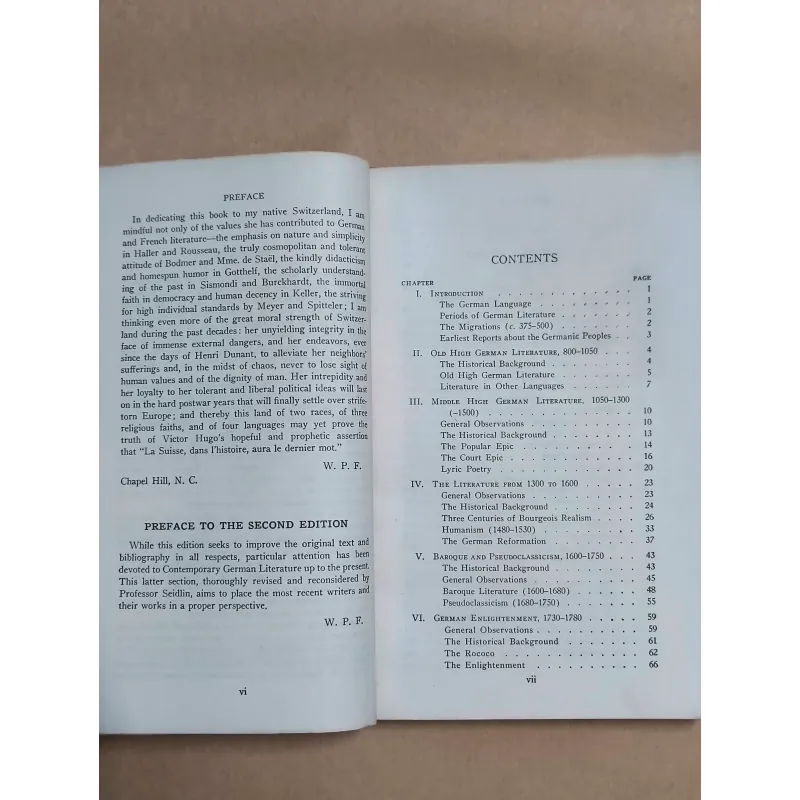 PREFACE
In dedicating this book to my native Switzerland, I am
mindful not only of the values she has contributed to German
and French literature—the emphasis on nature and simplicity
in Haller and Rousseau, the truly cosmopolitan and tolerant
attitude of Bodmer and Mme. de Staël, the kindly didacticism
and homespun humor in Gotthelf, the scholarly understand-
ing of the past in Sismondi and Burckhardt, the immortal
faith in democracy and human decency in Keller, the striving
for high individual standards by Meyer and Spitteler; I am
thinking even more of the great moral strength of Switzer-
land during the past decades: her unyielding integrity in the
face of immense external dangers, and her endeavors, ever
since the days of Henri Dunant, to alleviate her neighbors'
sufferings and, in the midst of chaos, never to lose sight of
human values and of the dignity of man. Her intrepidity and
her loyalty to her tolerant and liberal political ideas will last
on in the hard postwar years that will finally settle over strife-
torn Europe; and thereby this land of two races, of three
religious faiths, and of four languages may yet prove the
truth of Victor Hugo's hopeful and prophetic assertion
that "La Suisse, dans l'histoire, aura le dernier mot."
W. P. F.
Chapel Hill, N. C.
PREFACE TO THE SECOND EDITION
While this edition seeks to improve the original text and
bibliography in all respects, particular attention has been
devoted to Contemporary German Literature up to the present.
This latter section, thoroughly revised and reconsidered by
Professor Seidlin, aims to place the most recent writers and
their works in a proper perspective.
W. P. F.
vi
CONTENTS
CHAPTER PAGE
I. INTRODUCTION . . . . . . . . . . . . 1
The German Language . . . . . . . . 1
Periods of German Literature . . . . . . 2
The Migrations (c. 375–500) . . . . . . 2
Earliest Reports about the Germanic Peoples . . 3
II. OLD HIGH GERMAN LITERATURE, 800–1050 . . . 4
The Historical Background . . . . . . . 4
Old High German Literature . . . . . . 5
Literature in Other Languages . . . . . . 7
III. MIDDLE HIGH GERMAN LITERATURE, 1050–1300
(–1500) . . . . . . . . . . . . 10
General Observations . . . . . . . . 10
The Historical Background . . . . . . . 13
The Popular Epic . . . . . . . . . 14
The Court Epic . . . . . . . . . . 16
Lyric Poetry . . . . . . . . . . . 20
IV. THE LITERATURE FROM 1300 TO 1600 . . . . . 23
General Observations . . . . . . . . 23
The Historical Background . . . . . . . 24
Three Centuries of Bourgeois Realism . . . . 26
Humanism (1480–1530) . . . . . . . . 33
The German Reformation . . . . . . . 37
V. BAROQUE AND PSEUDOCLASSICISM, 1600–1750 . . . 43
The Historical Background . . . . . . . 43
General Observations . . . . . . . . 45
Baroque Literature (1600–1680) . . . . . . 48
Pseudoclassicism (1680–1750) . . . . . . 55
VI. GERMAN ENLIGHTENMENT, 1730–1780 . . . . . 59
General Observations . . . . . . . . . 59
The Historical Background . . . . . . . 61
The Rococo . . . . . . . . . . . 62
The Enlightenment . . . . . . . . . 66
vii